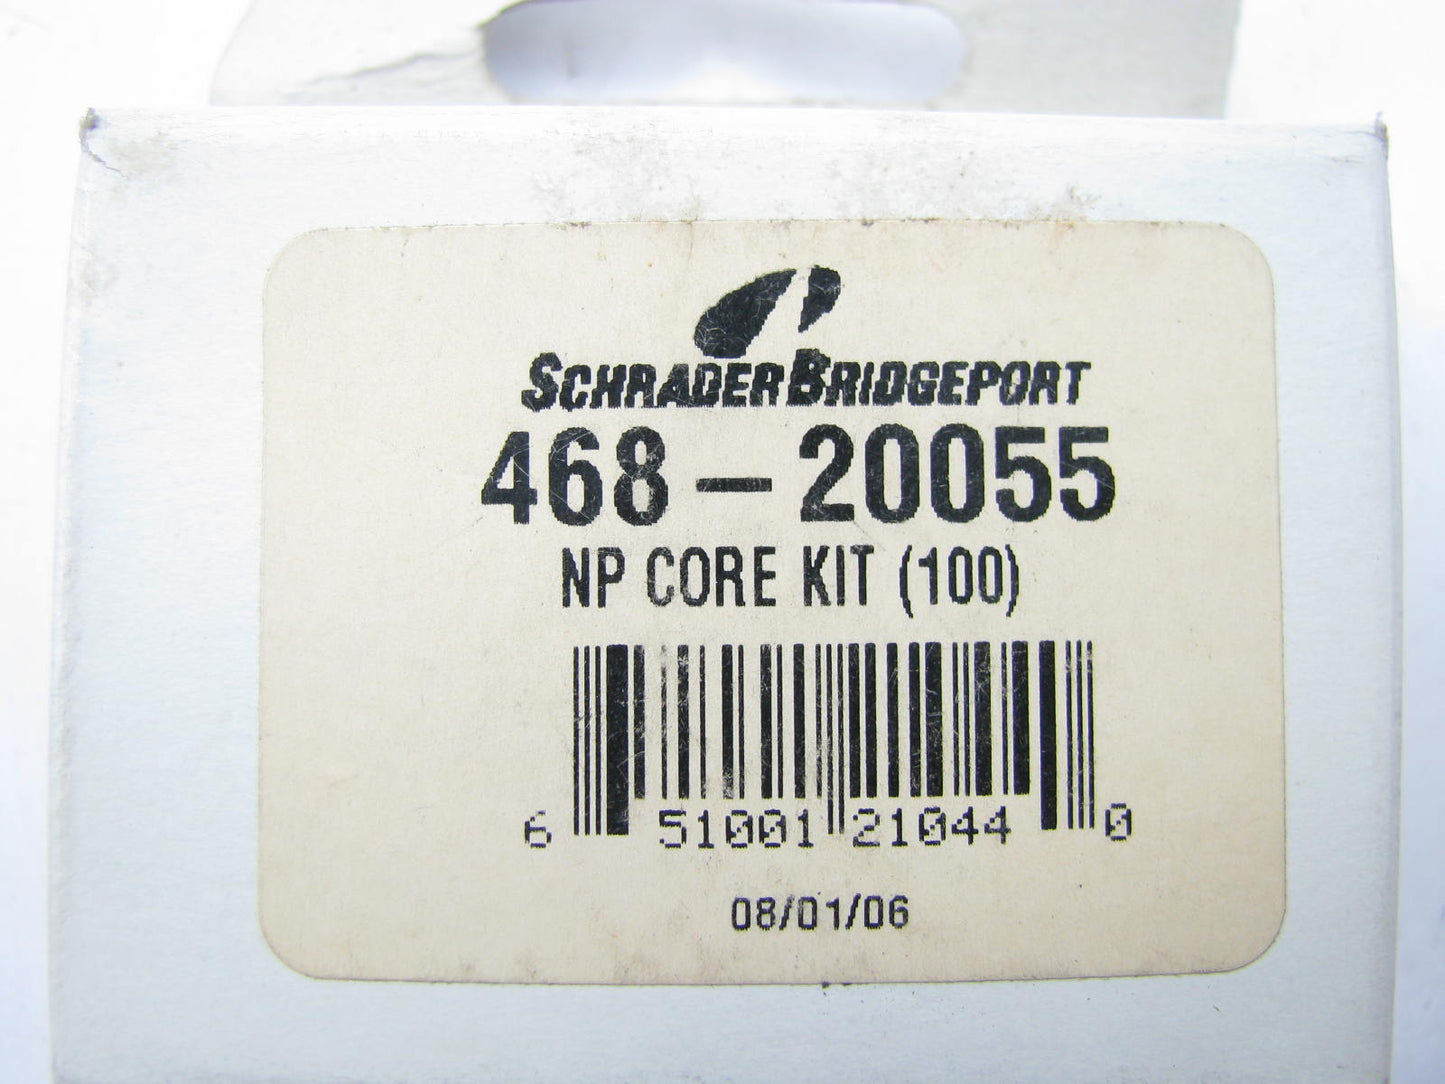 SCHRADER BRIDGEPORT
468-20055
NP CORE KIT (100)
6 51001 21044 0
08/01/06